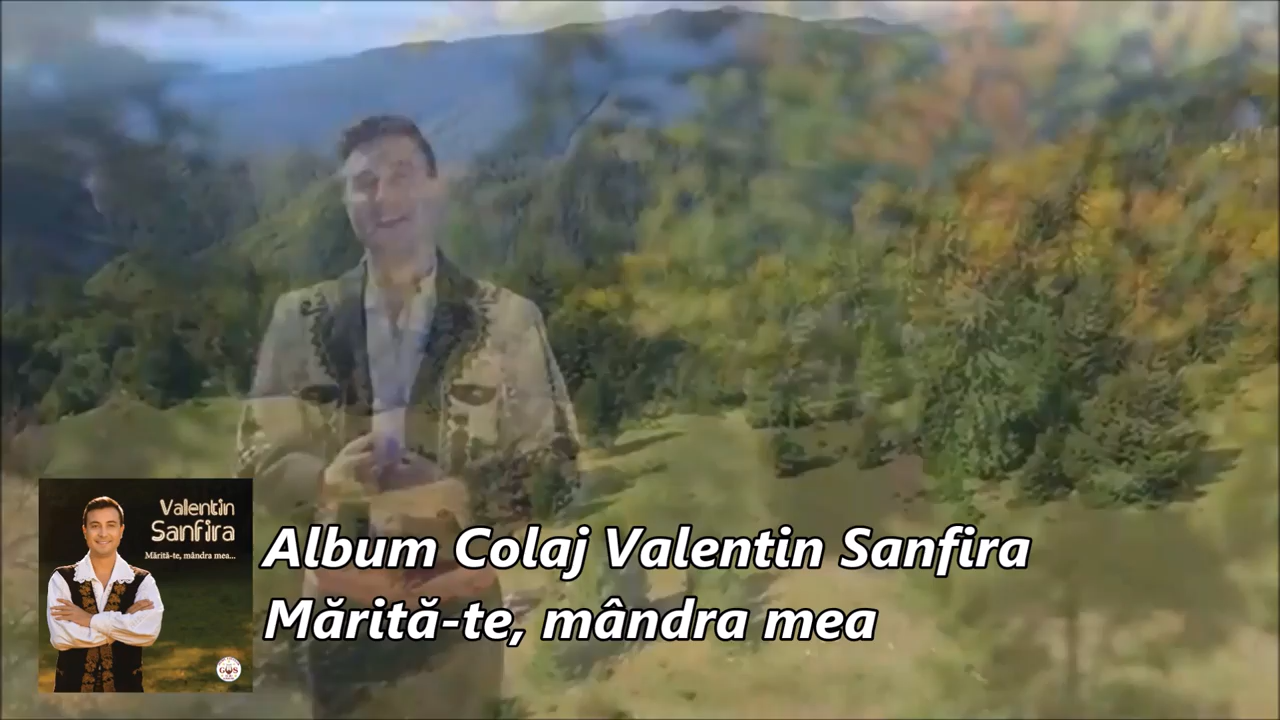 Valentin
Sanfira
Mărită-te, mândra mea...
Album Colaj Valentin Sanfira
Mărită-te, mândra mea